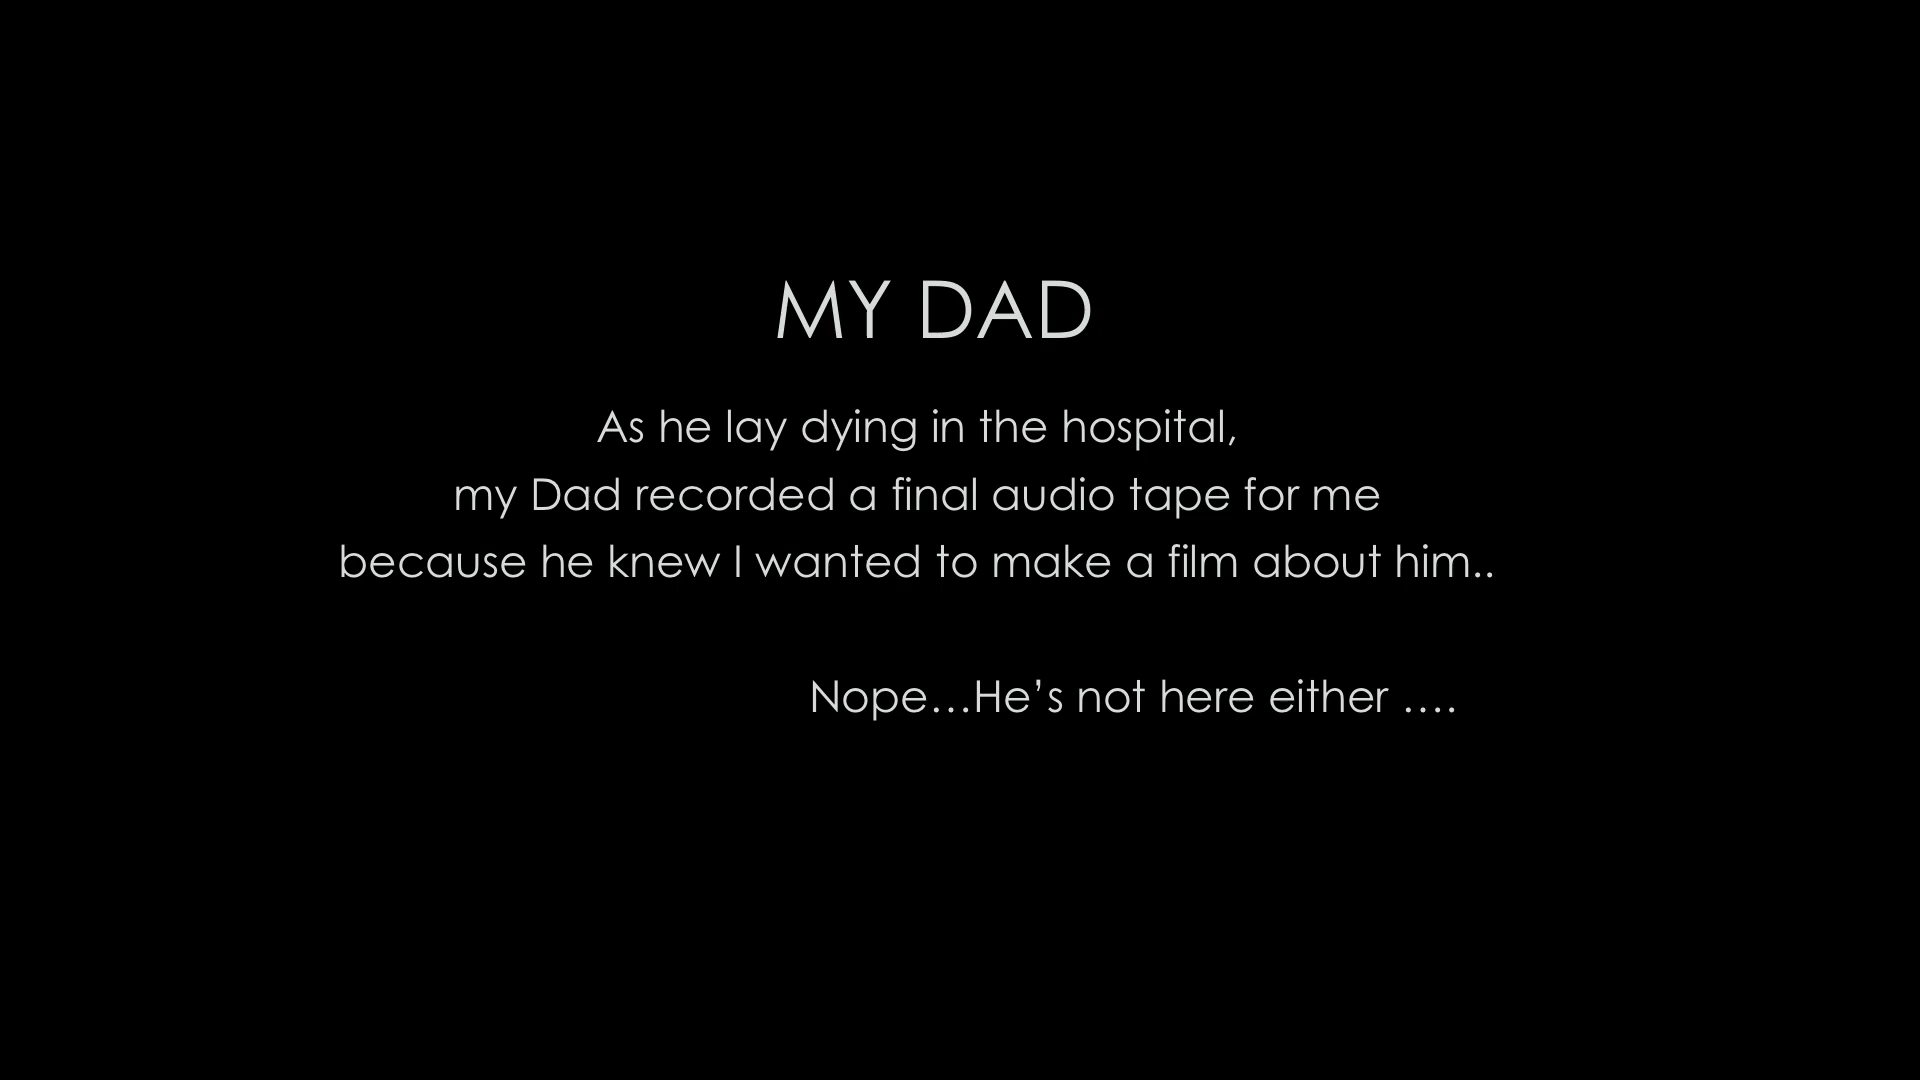 MY DAD
As he lay dying in the hospital,
my Dad recorded a final audio tape for me
because he knew I wanted to make a film about him..
Nope…He’s not here either ….